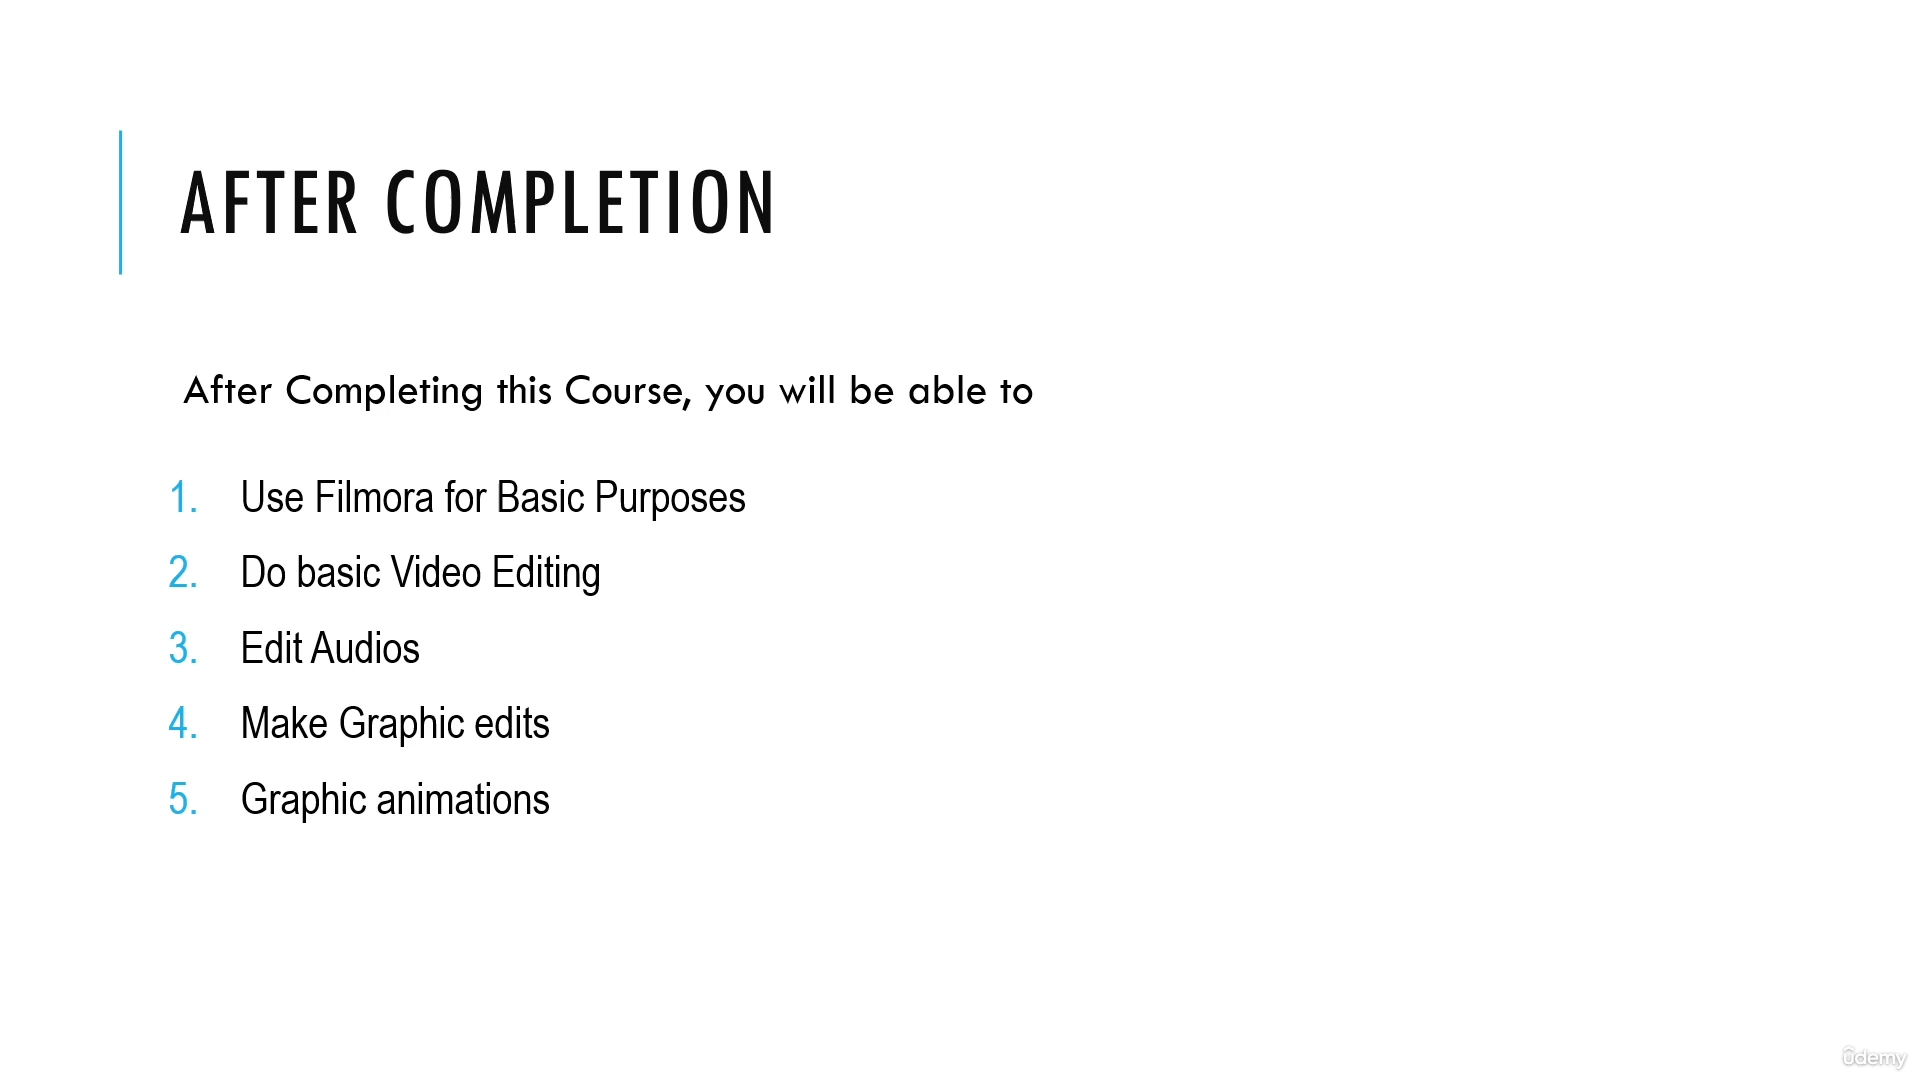 AFTER COMPLETION
After Completing this Course, you will be able to
1. Use Filmora for Basic Purposes
2. Do basic Video Editing
3. Edit Audios
4. Make Graphic edits
5. Graphic animations
ûdemy